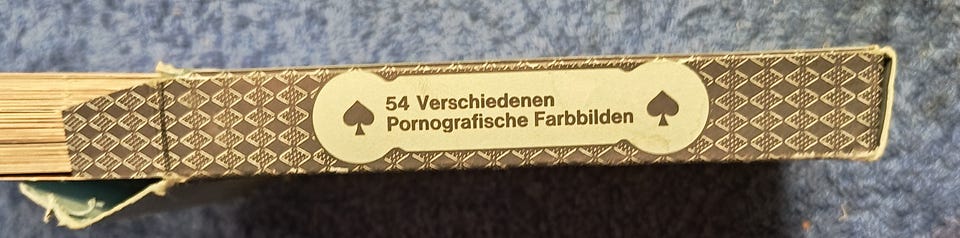 54 Verschiedenen
Pornografische Farbbilden